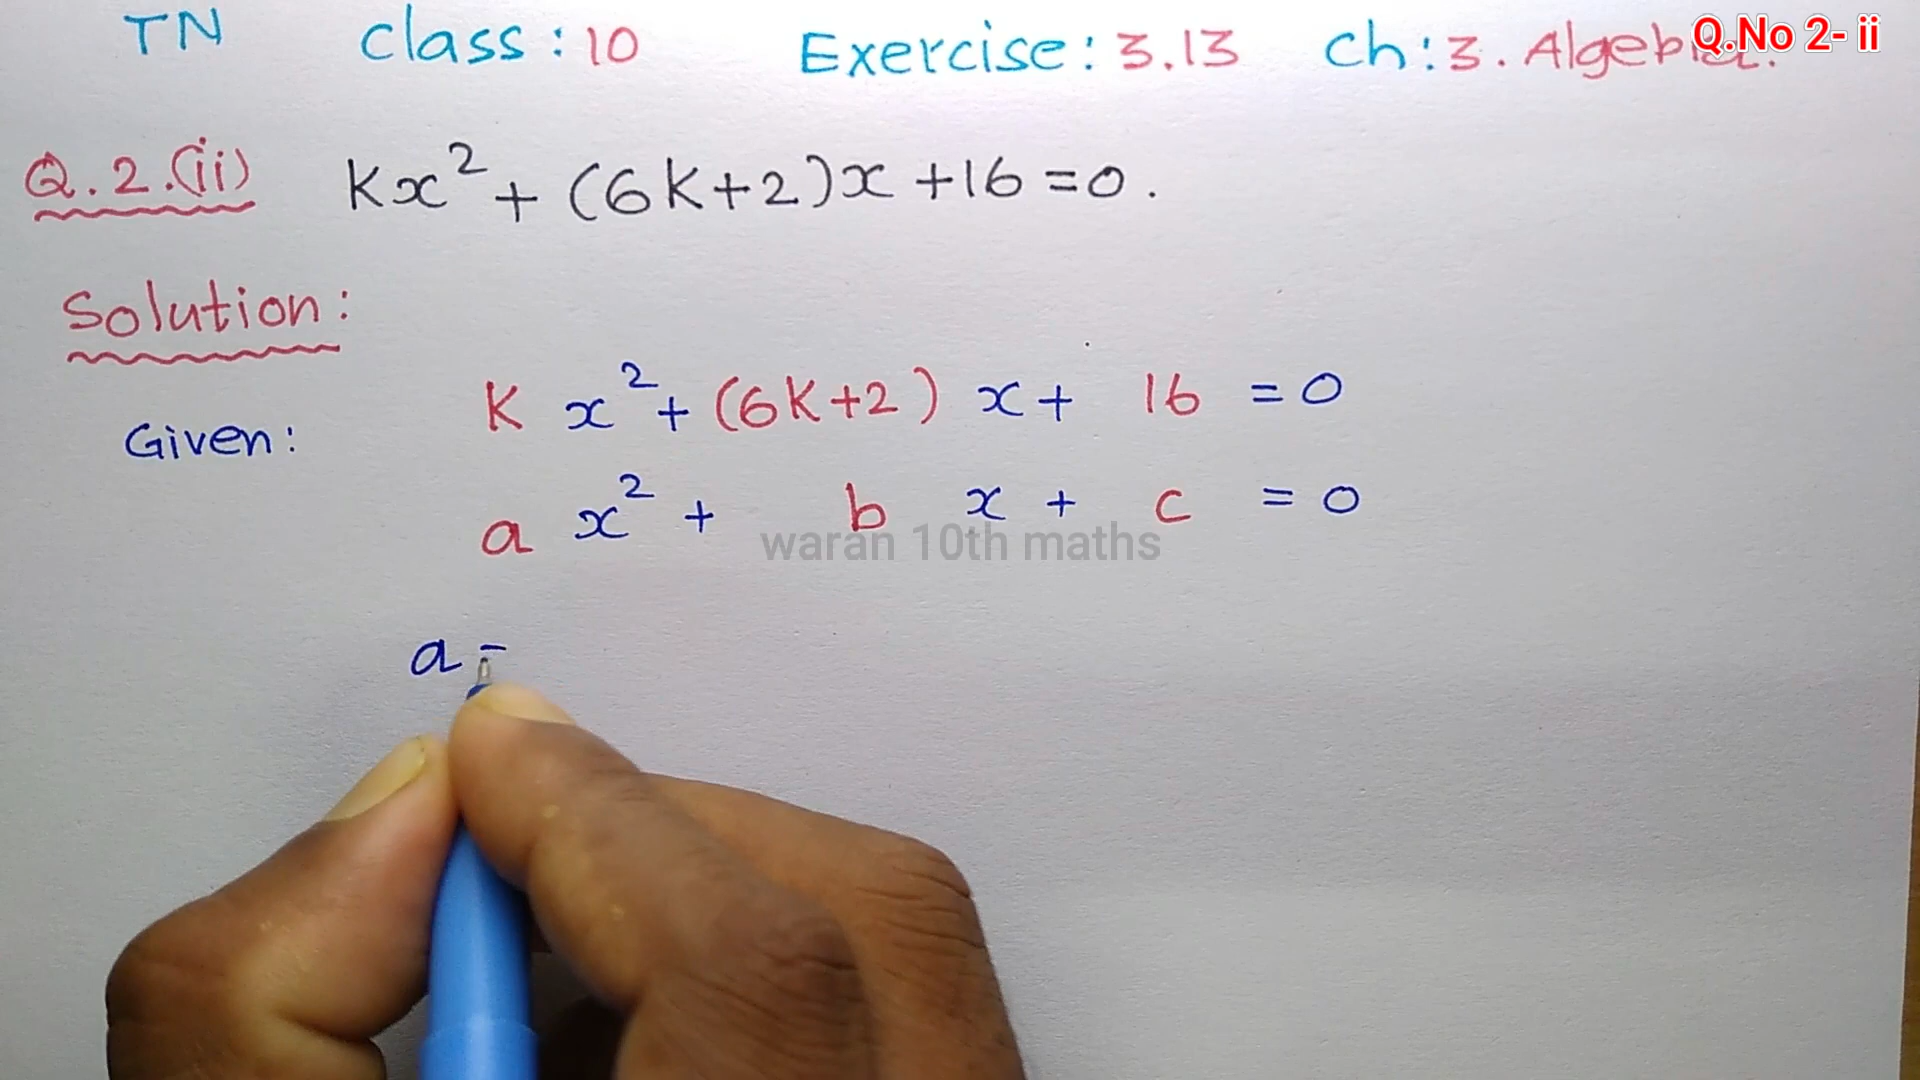 TN Class : 10 Exercise : 3.13 Ch : 3. Algebra.
Q.No 2- ii
Q.2.(ii) Kx² + (6K+2)x +16 =0.
Solution:
Given: K x² + (6K+2) x + 16 = 0
a x² + b x + c = 0
waran 10th maths
a =